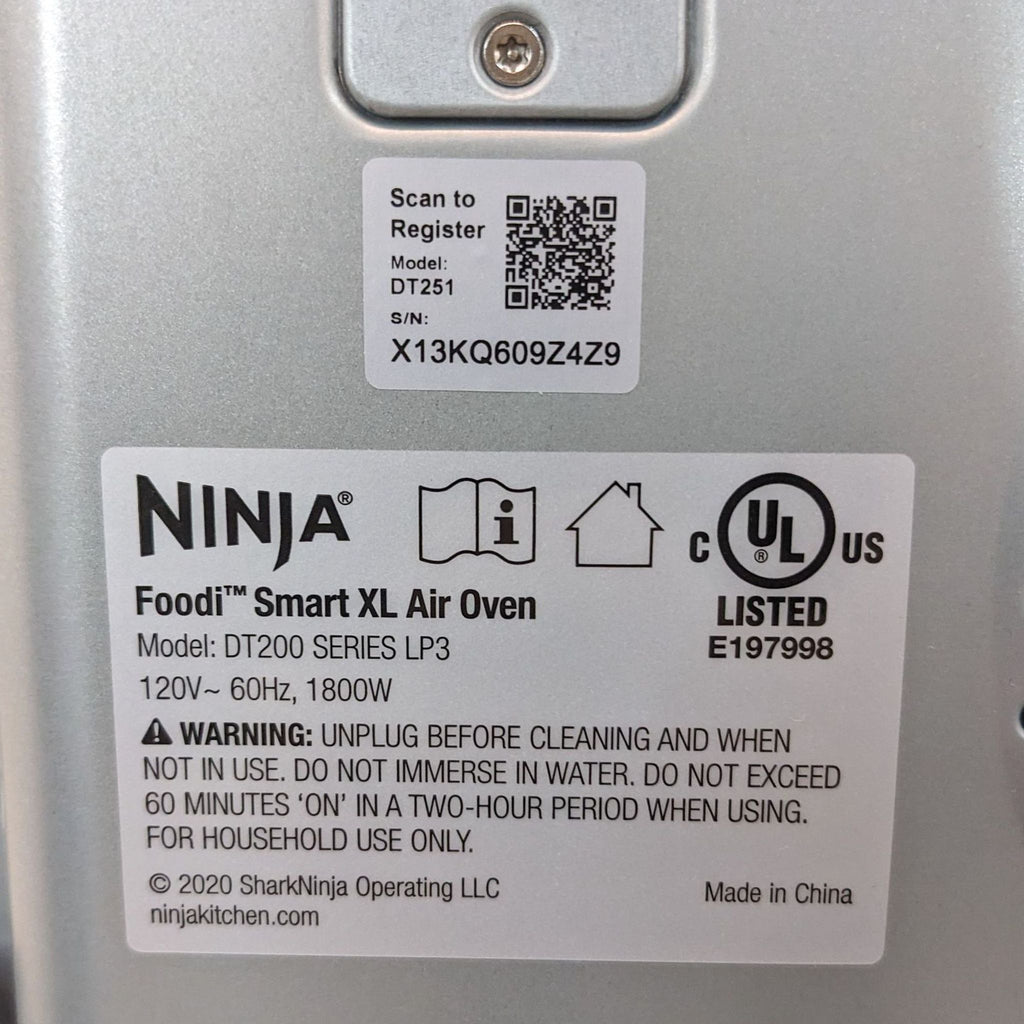 Scan to
Register
Model:
DT251
S/N:
X13KQ609Z4Z9
NINJA®
C UL® US
LISTED
E197998
Foodi™ Smart XL Air Oven
Model: DT200 SERIES LP3
120V~ 60Hz, 1800W
WARNING: UNPLUG BEFORE CLEANING AND WHEN
NOT IN USE. DO NOT IMMERSE IN WATER. DO NOT EXCEED
60 MINUTES ‘ON’ IN A TWO-HOUR PERIOD WHEN USING.
FOR HOUSEHOLD USE ONLY.
© 2020 SharkNinja Operating LLC
ninjakitchen.com
Made in China